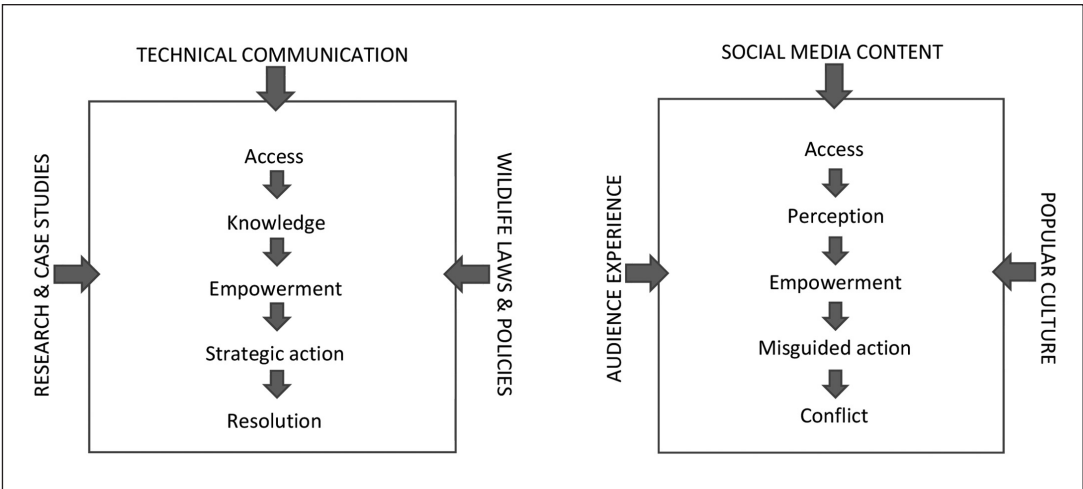 TECHNICAL COMMUNICATION
RESEARCH & CASE STUDIES
Access
Knowledge
Empowerment
Strategic action
Resolution
WILDLIFE LAWS & POLICIES
SOCIAL MEDIA CONTENT
AUDIENCE EXPERIENCE
Access
Perception
Empowerment
Misguided action
Conflict
POPULAR CULTURE